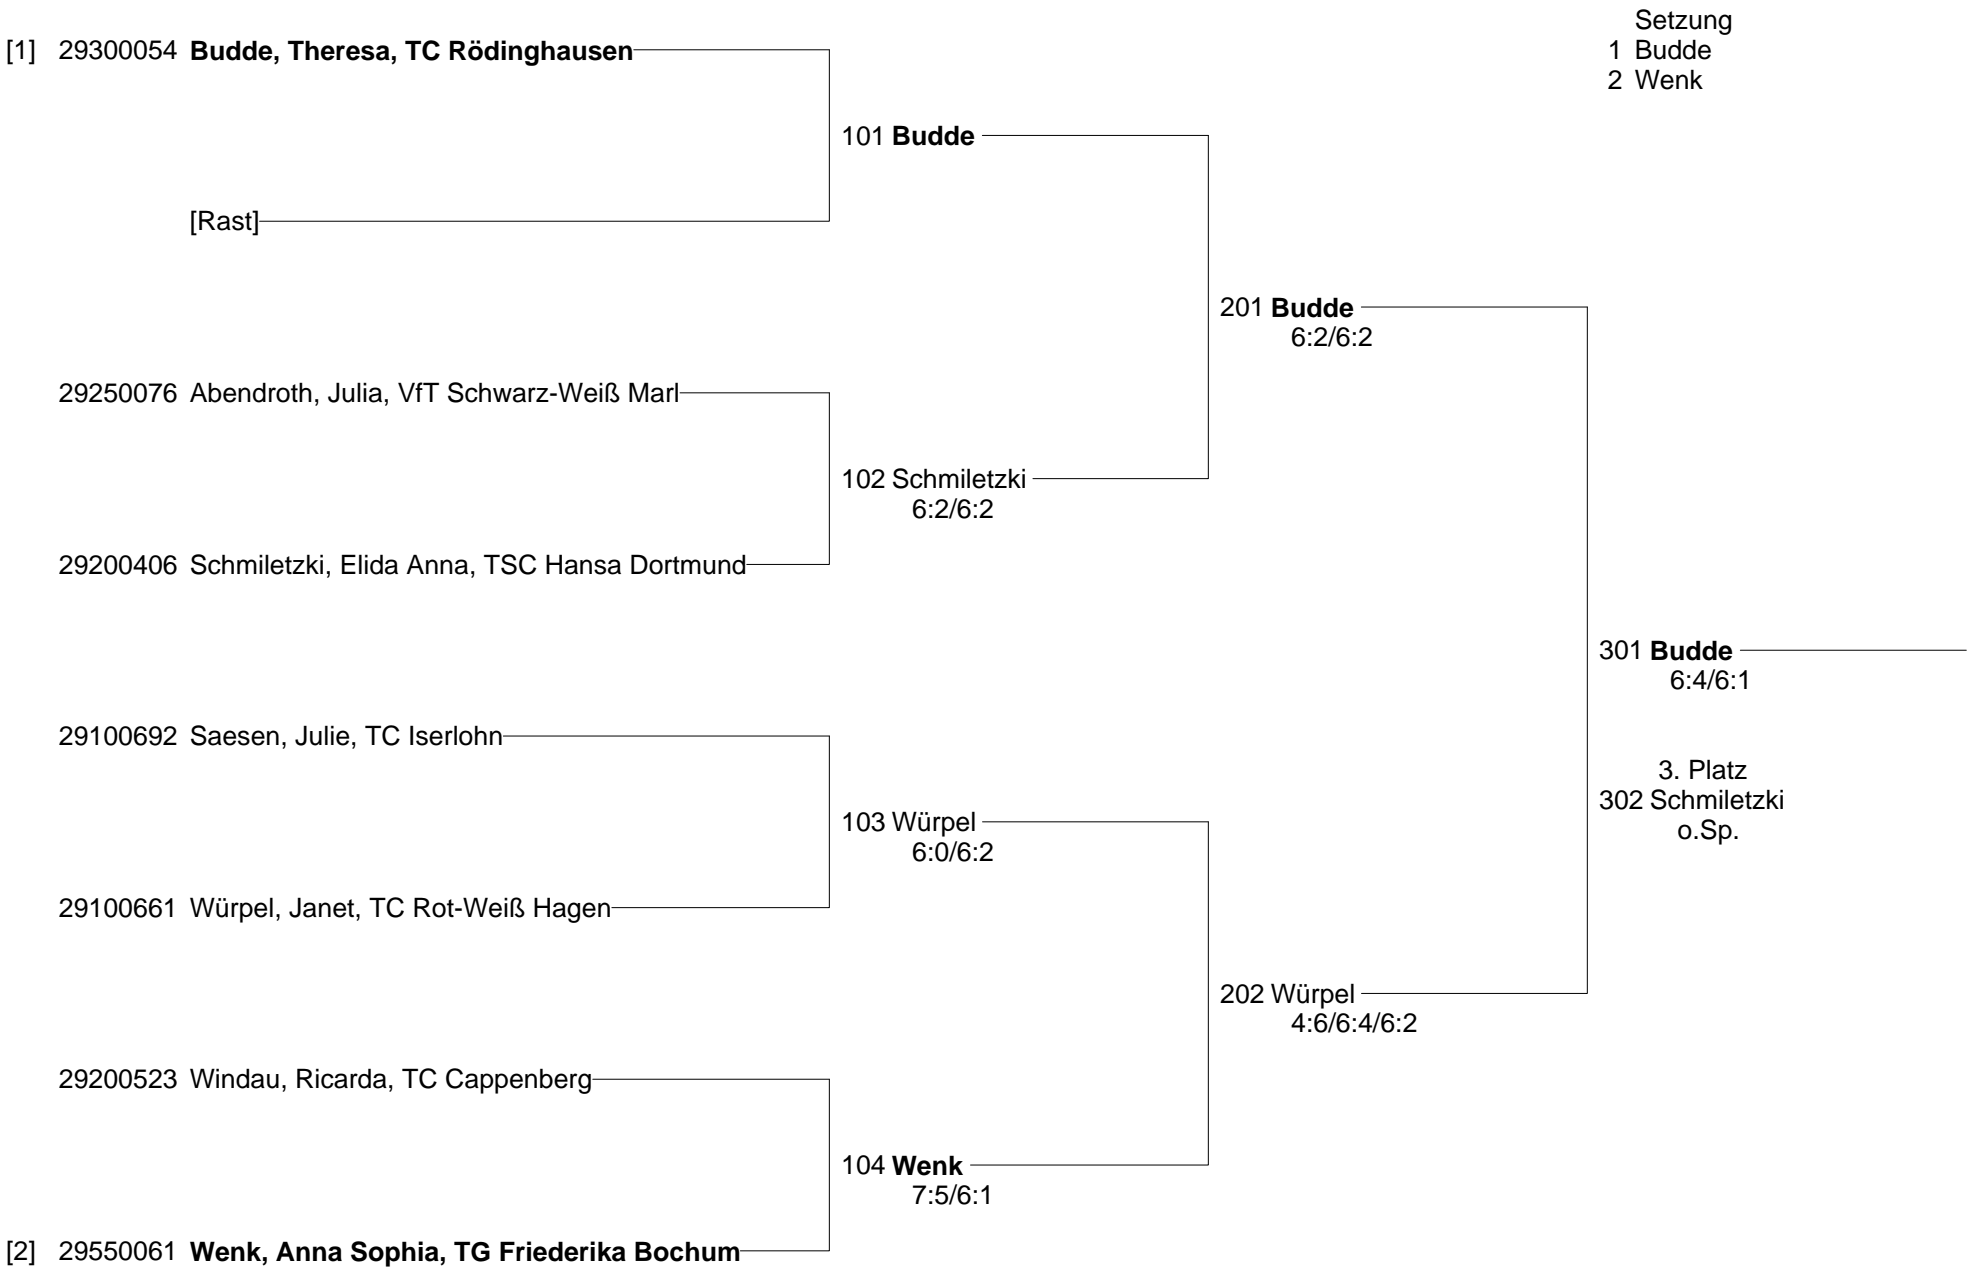 Setzung
1 Budde
2 Wenk
[1] 29300054 Budde, Theresa, TC Rödinghausen
101 Budde
[Rast]
201 Budde
6:2/6:2
29250076 Abendroth, Julia, VfT Schwarz-Weiß Marl
102 Schmiletzki
6:2/6:2
29200406 Schmiletzki, Elida Anna, TSC Hansa Dortmund
301 Budde
6:4/6:1
29100692 Saesen, Julie, TC Iserlohn
3. Platz
302 Schmiletzki
o.Sp.
103 Würpel
6:0/6:2
29100661 Würpel, Janet, TC Rot-Weiß Hagen
202 Würpel
4:6/6:4/6:2
29200523 Windau, Ricarda, TC Cappenberg
104 Wenk
7:5/6:1
[2] 29550061 Wenk, Anna Sophia, TG Friederika Bochum